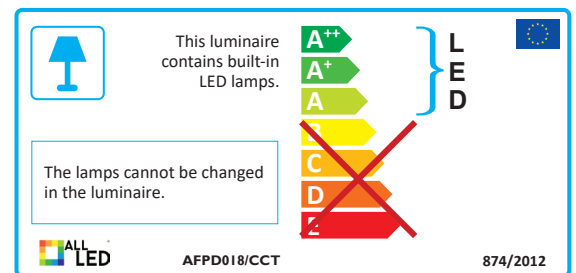 This luminaire
contains built-in
LED lamps.
A++
A+
A
B
C
D
E
L
E
D
The lamps cannot be changed
in the luminaire.
ALL
LED
AFPD018/CCT
874/2012